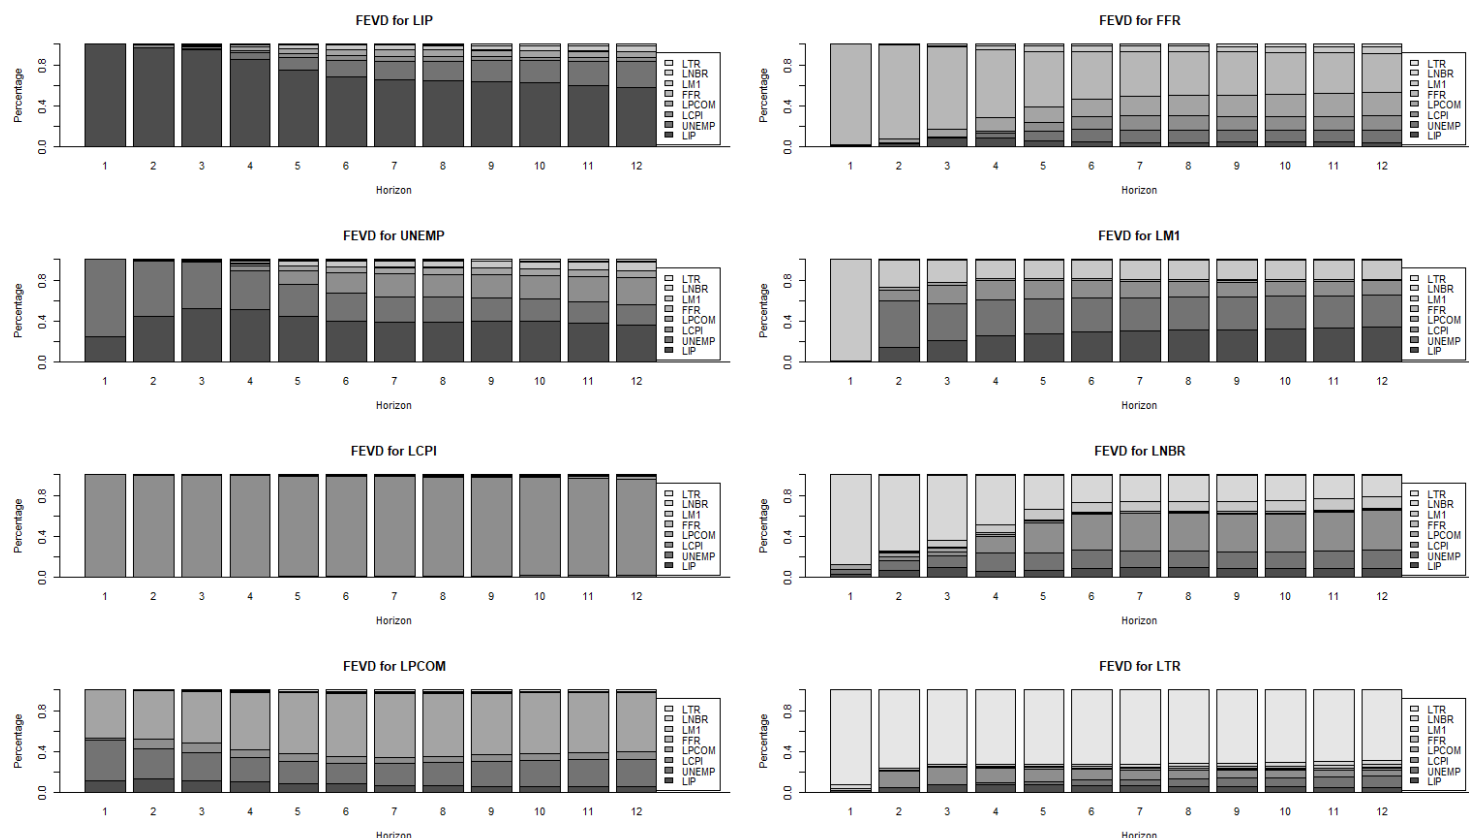 FEVD for LIP
Percentage
0.8
0.4
0.0
1 2 3 4 5 6 7 8 9 10 11 12
Horizon
LTR
LNBR
LM1
FFR
LPCOM
LCPI
UNEMP
LIP
FEVD for FFR
Percentage
0.8
0.4
0.0
1 2 3 4 5 6 7 8 9 10 11 12
Horizon
LTR
LNBR
LM1
FFR
LPCOM
LCPI
UNEMP
LIP
FEVD for UNEMP
Percentage
0.8
0.4
0.0
1 2 3 4 5 6 7 8 9 10 11 12
Horizon
LTR
LNBR
LM1
FFR
LPCOM
LCPI
UNEMP
LIP
FEVD for LM1
Percentage
0.8
0.4
0.0
1 2 3 4 5 6 7 8 9 10 11 12
Horizon
LTR
LNBR
LM1
FFR
LPCOM
LCPI
UNEMP
LIP
FEVD for LCPI
Percentage
0.8
0.4
0.0
1 2 3 4 5 6 7 8 9 10 11 12
Horizon
LTR
LNBR
LM1
FFR
LPCOM
LCPI
UNEMP
LIP
FEVD for LNBR
Percentage
0.8
0.4
0.0
1 2 3 4 5 6 7 8 9 10 11 12
Horizon
LTR
LNBR
LM1
FFR
LPCOM
LCPI
UNEMP
LIP
FEVD for LPCOM
Percentage
0.8
0.4
0.0
1 2 3 4 5 6 7 8 9 10 11 12
Horizon
LTR
LNBR
LM1
FFR
LPCOM
LCPI
UNEMP
LIP
FEVD for LTR
Percentage
0.8
0.4
0.0
1 2 3 4 5 6 7 8 9 10 11 12
Horizon
LTR
LNBR
LM1
FFR
LPCOM
LCPI
UNEMP
LIP